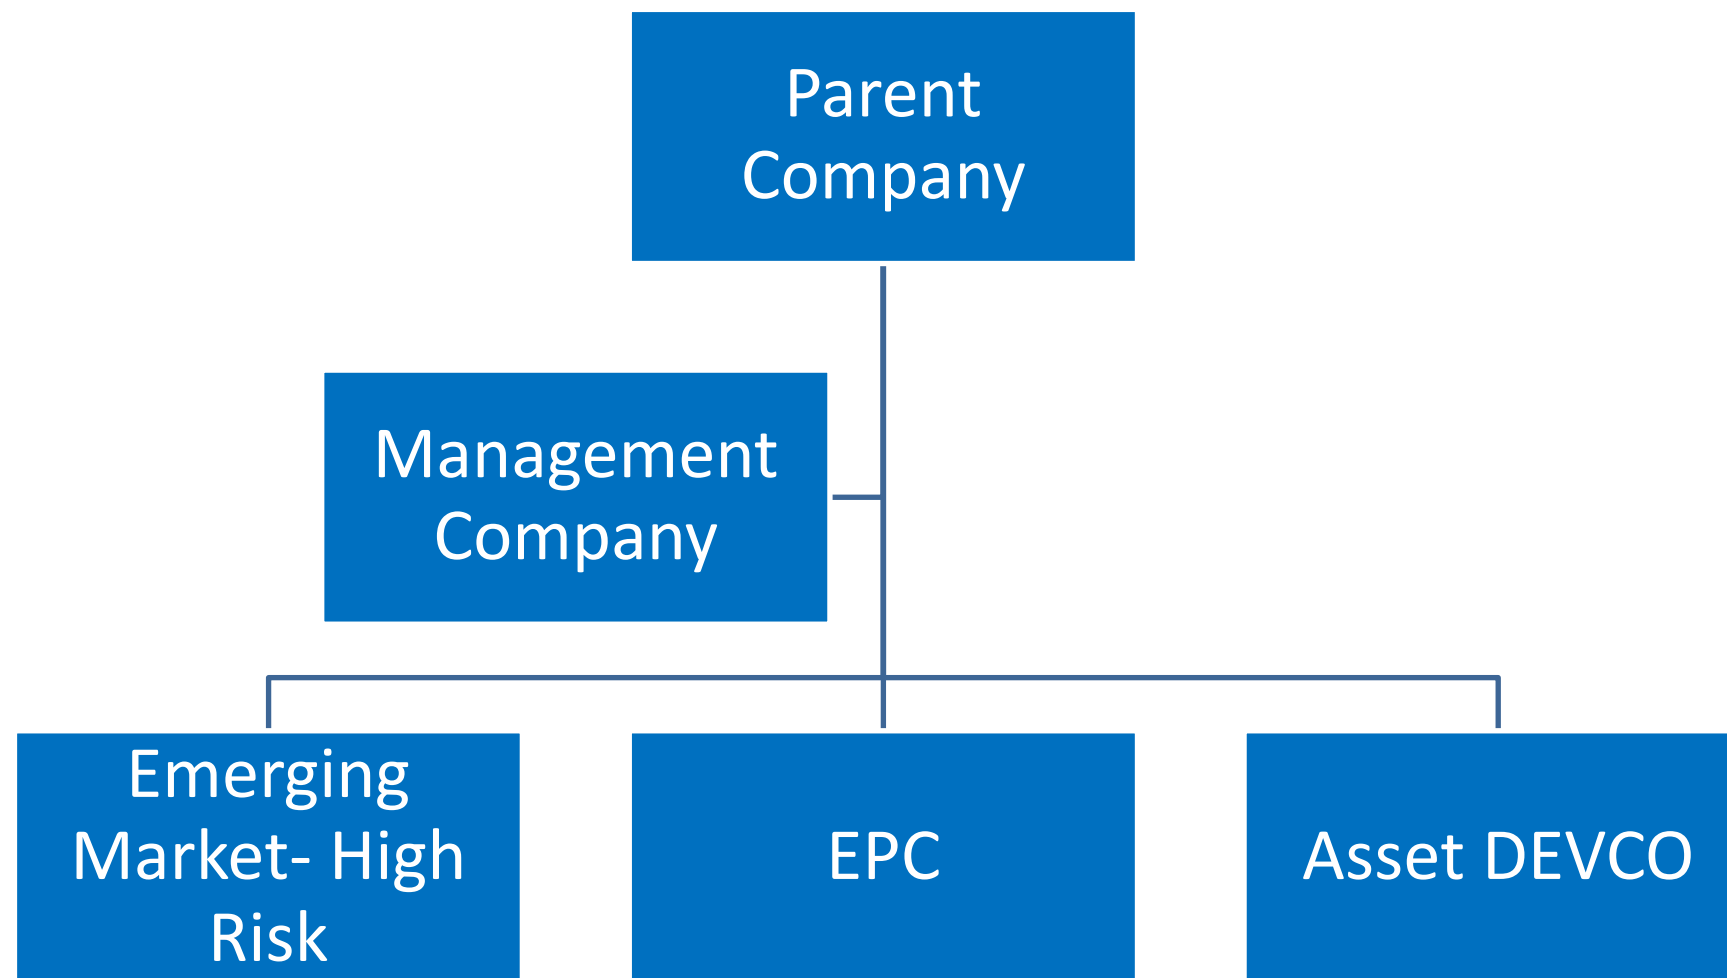 Parent
Company
Management
Company
Emerging
Market- High
Risk
EPC
Asset DEVCO